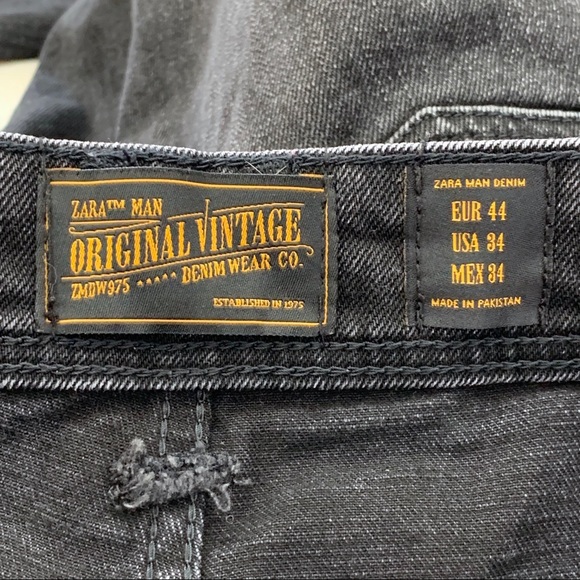 ZARA™ MAN
ORIGINAL VINTAGE
ZMDW975 ***** DENIM WEAR CO.
ESTABLISHED IN 1975
ZARA MAN DENIM
EUR 44
USA 34
MEX 34
MADE IN PAKISTAN